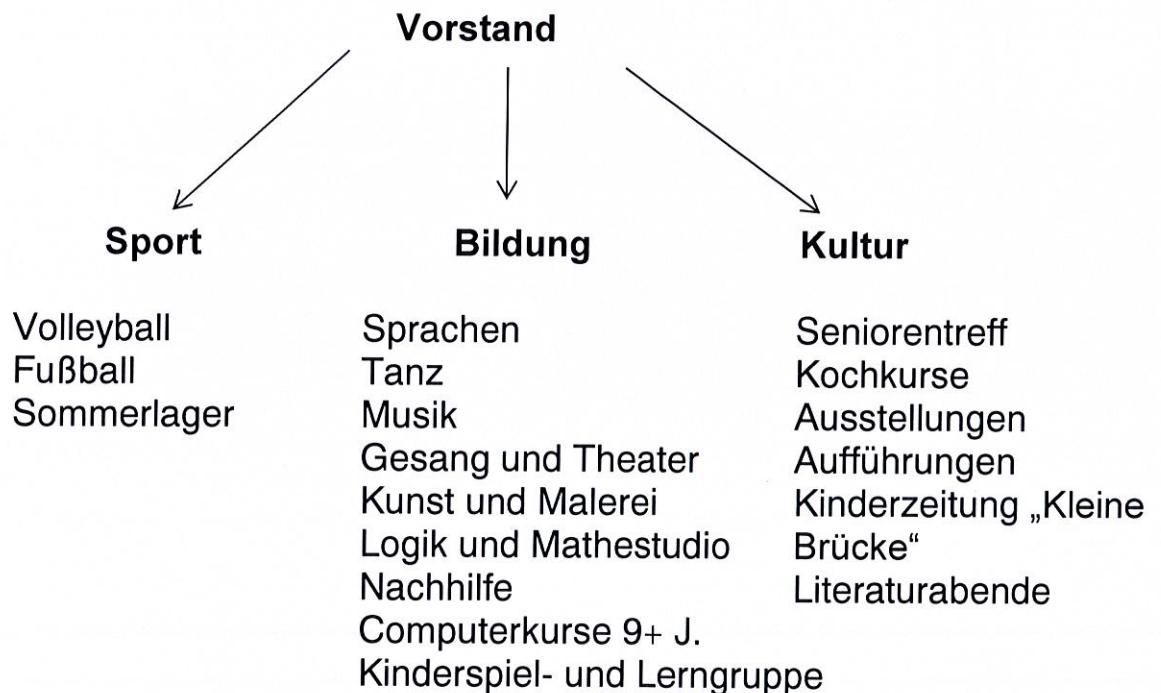 Vorstand
Sport
Bildung
Kultur
Volleyball
Fußball
Sommerlager
Sprachen
Tanz
Musik
Gesang und Theater
Kunst und Malerei
Logik und Mathestudio
Nachhilfe
Computerkurse 9+ J.
Kinderspiel- und Lerngruppe
Seniorentreff
Kochkurse
Ausstellungen
Aufführungen
Kinderzeitung „Kleine
Brücke“
Literaturabende